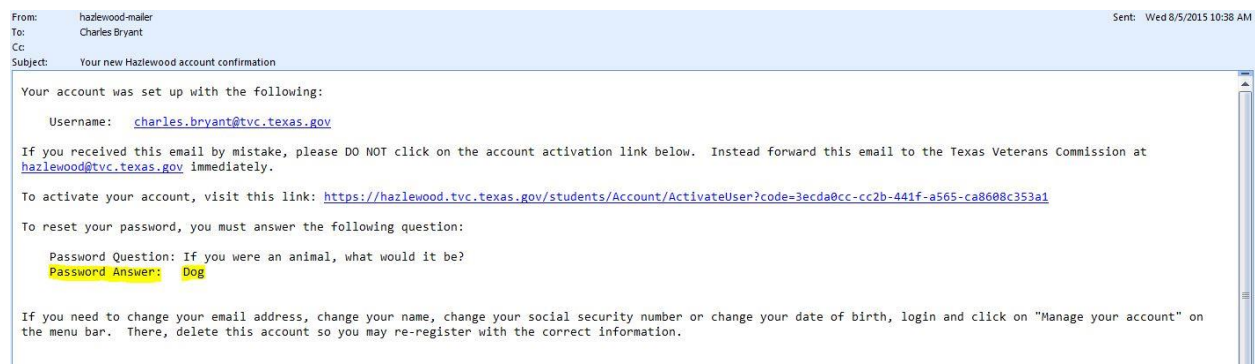 From: hazlewood-mailer Sent: Wed 8/5/2015 10:38 AM
To: Charles Bryant
Cc:
Subject: Your new Hazlewood account confirmation
Your account was set up with the following:
Username: charles.bryant@tvc.texas.gov
If you received this email by mistake, please DO NOT click on the account activation link below. Instead forward this email to the Texas Veterans Commission at
hazlewood@tvc.texas.gov immediately.
To activate your account, visit this link: https://hazlewood.tvc.texas.gov/students/Account/ActivateUser?code=3ecda0cc-cc2b-441f-a565-ca8608c353a1
To reset your password, you must answer the following question:
Password Question: If you were an animal, what would it be?
Password Answer: Dog
If you need to change your email address, change your name, change your social security number or change your date of birth, login and click on "Manage your account" on
the menu bar. There, delete this account so you may re-register with the correct information.